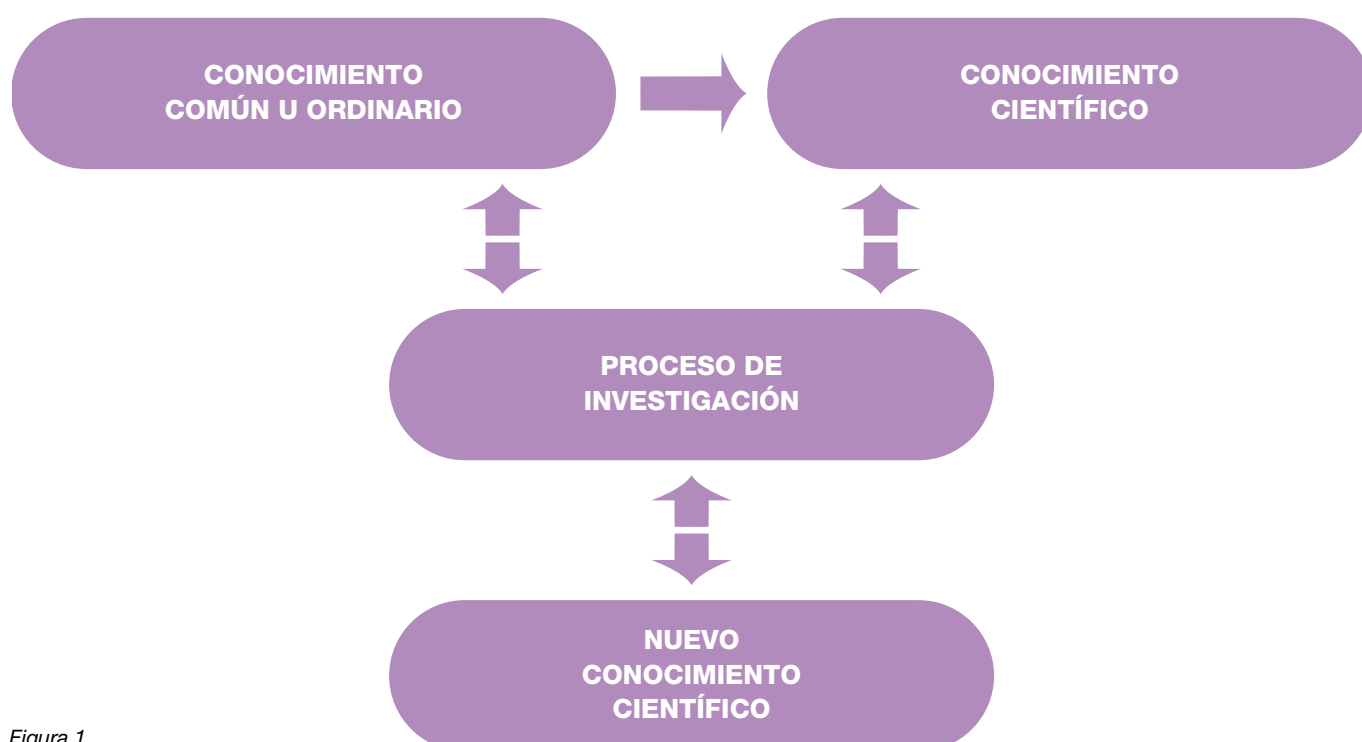 CONOCIMIENTO
COMÚN U ORDINARIO
CONOCIMIENTO
CIENTÍFICO
PROCESO DE
INVESTIGACIÓN
NUEVO
CONOCIMIENTO
CIENTÍFICO
Figura 1